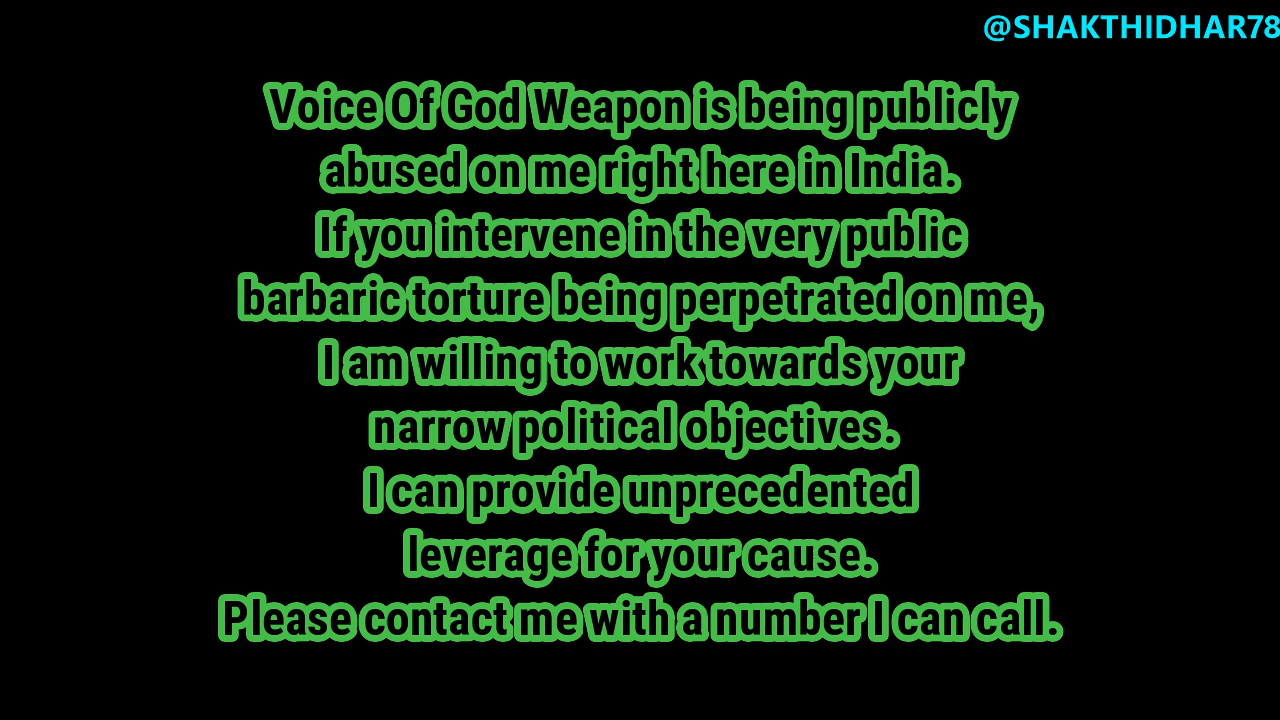 @SHAKTHIDHAR78
Voice Of God Weapon is being publicly
abused on me right here in India.
If you intervene in the very public
barbaric torture being perpetrated on me,
I am willing to work towards your
narrow political objectives.
I can provide unprecedented
leverage for your cause.
Please contact me with a number I can call.